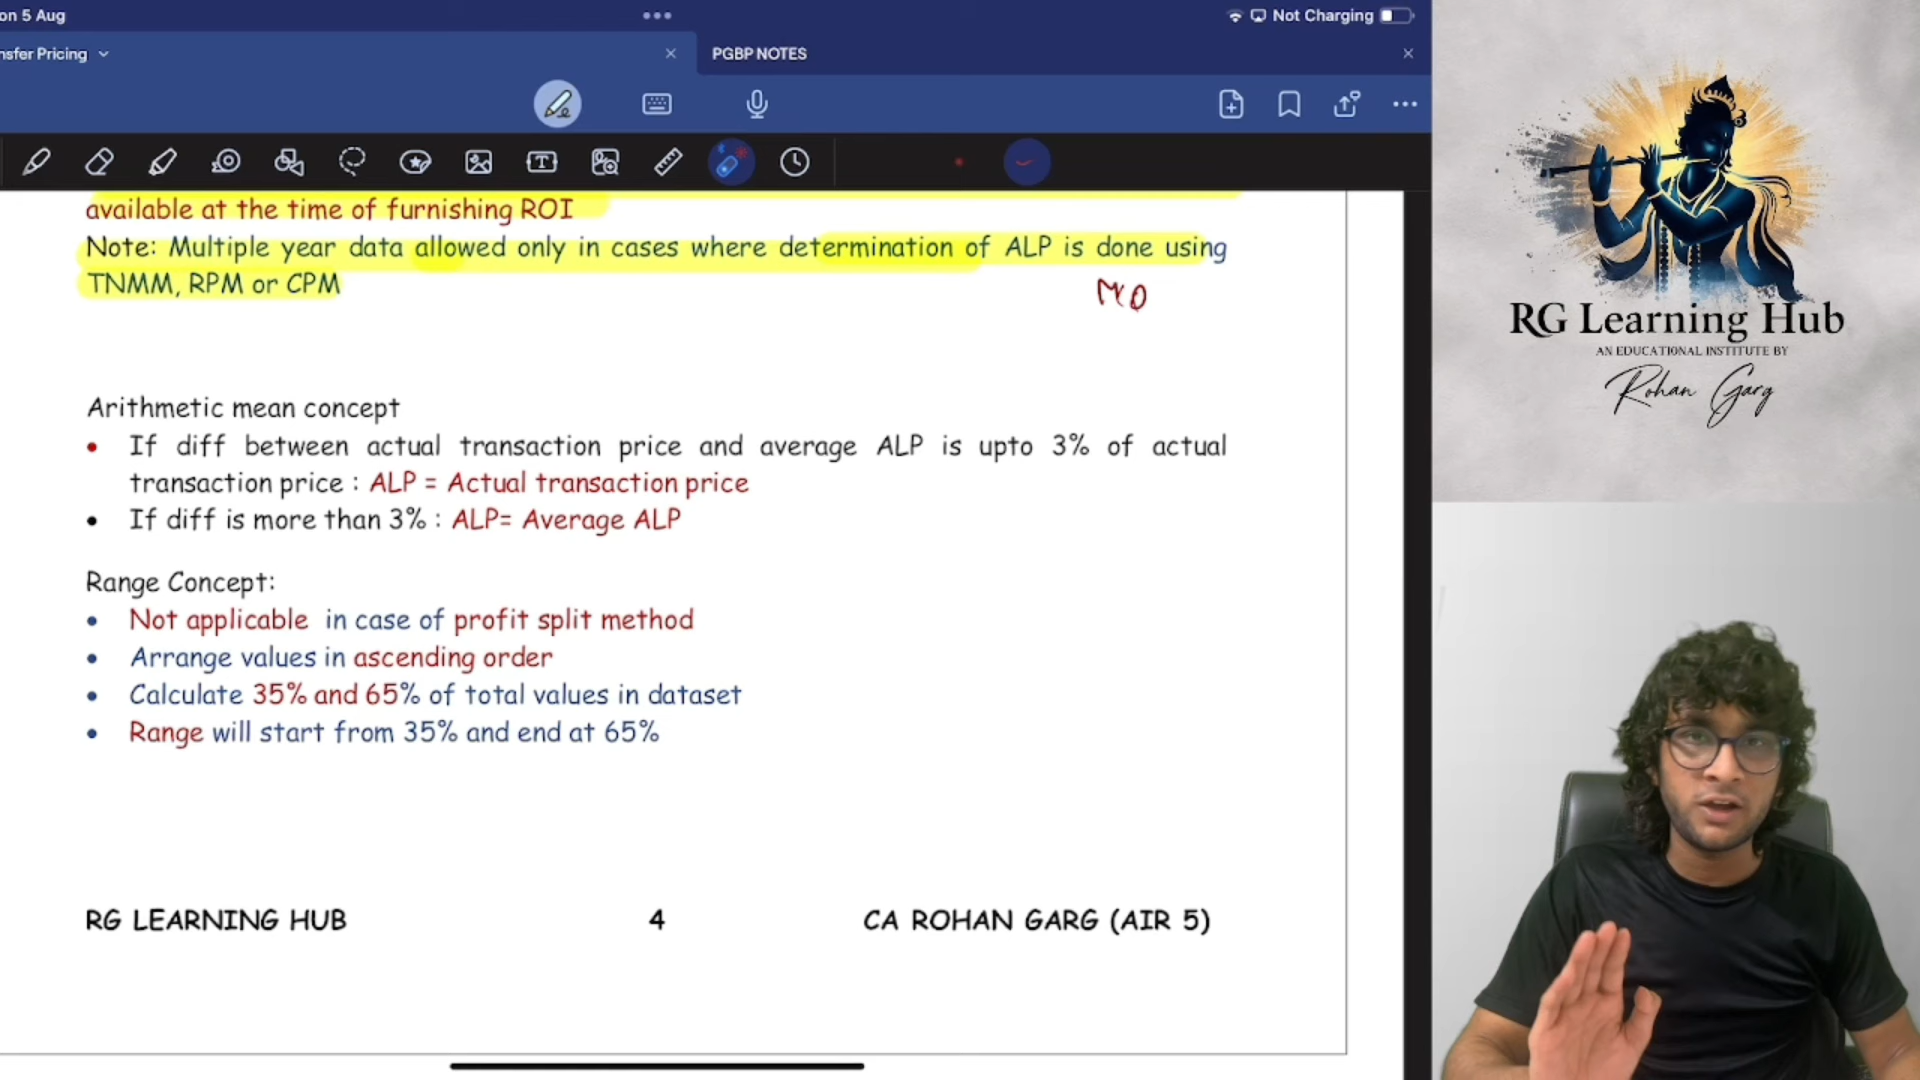 on 5 Aug
Not Charging
nsfer Pricing
PGBP NOTES
available at the time of furnishing ROI
Note: Multiple year data allowed only in cases where determination of ALP is done using
TNMM, RPM or CPM
Arithmetic mean concept
• If diff between actual transaction price and average ALP is upto 3% of actual
transaction price : ALP = Actual transaction price
• If diff is more than 3% : ALP= Average ALP
Range Concept:
• Not applicable in case of profit split method
• Arrange values in ascending order
• Calculate 35% and 65% of total values in dataset
• Range will start from 35% and end at 65%
RG LEARNING HUB 4 CA ROHAN GARG (AIR 5)
RG Learning Hub
AN EDUCATIONAL INSTITUTE BY
Rohan Garg